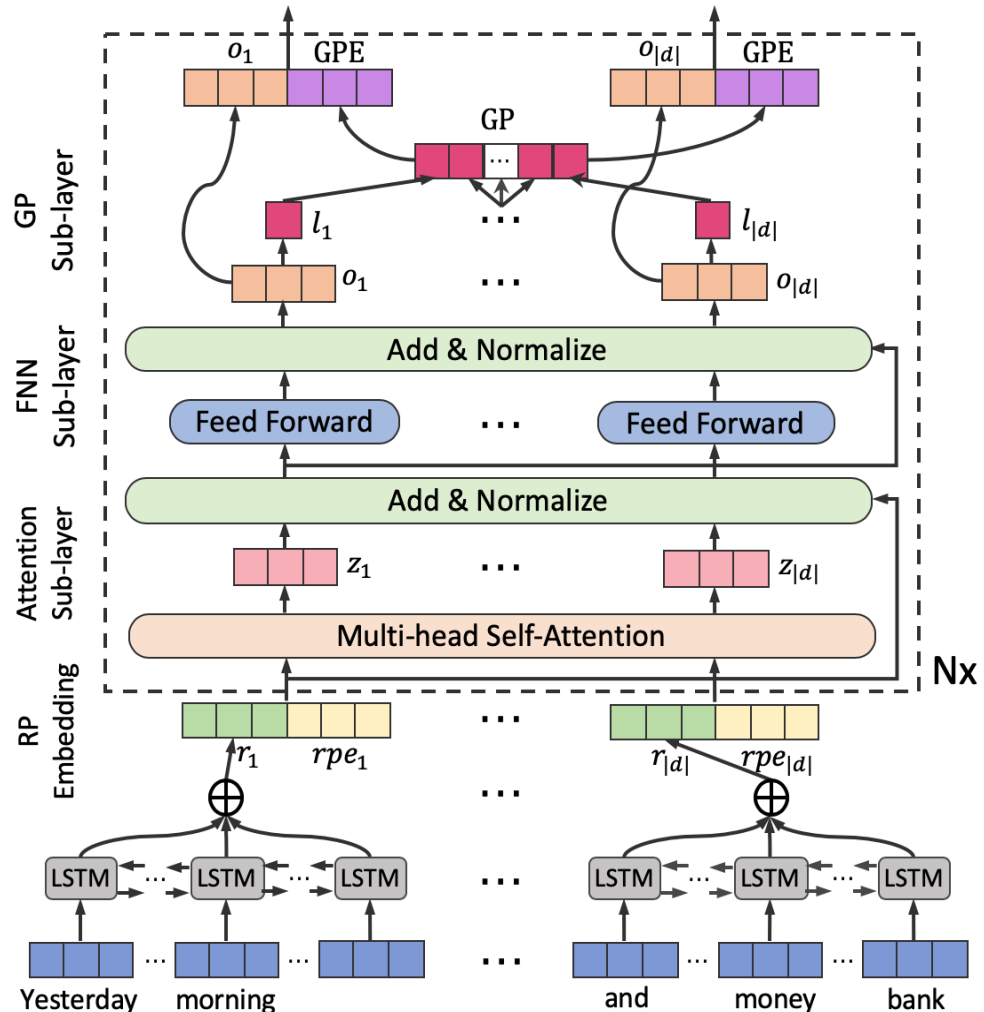 o₁ GPE o|d| GPE
GP
GP Sub-layer
...
l₁ ... l|d|
o₁ ... o|d|
FNN Sub-layer
Add & Normalize
Feed Forward ... Feed Forward
Attention Sub-layer
Add & Normalize
z₁ ... z|d|
Multi-head Self-Attention
Nx
RP Embedding
...
r₁ rpe₁ r|d| rpe|d|
...
LSTM ... LSTM ... LSTM ... LSTM ... LSTM ... LSTM
... ... ... ... ...
Yesterday morning and money bank